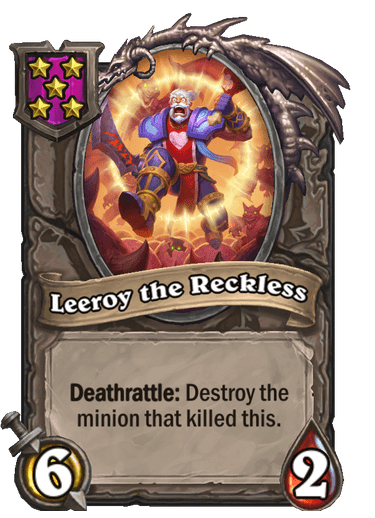 Leeroy the Reckless
Deathrattle: Destroy the
minion that killed this.
6
2